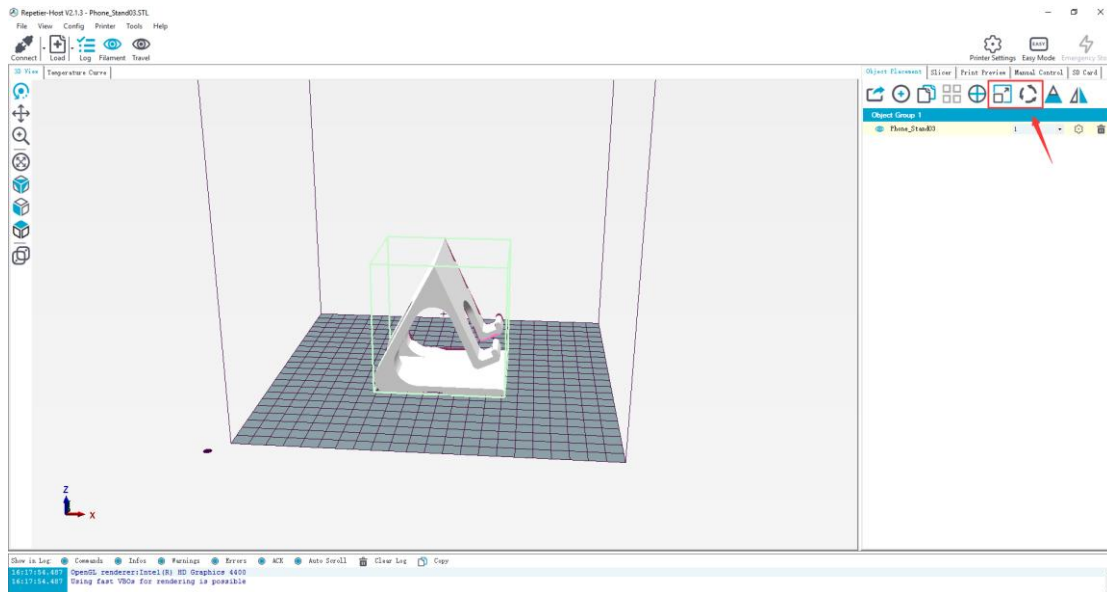 Repetier-Host V2.1.3 - Phone_Stand03.STL
File View Config Printer Tools Help
Connect Load Log Filament Travel
Printer Settings Easy Mode Emergency Sto
EASY
3D View Temperature Curve
Object Placement Slicer Print Preview Manual Control SD Card
Object Group 1
Phone_Stand03 1
Z
X
Show in Log: Commands Infos Warnings Errors ACK Auto Scroll Clear Log Copy
16:17:54.487 OpenGL renderer:Intel(R) HD Graphics 4400
16:17:54.487 Using fast VBOs for rendering is possible